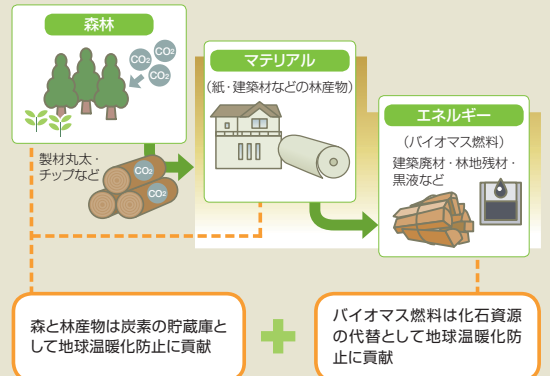 森林
CO2
CO2
CO2
マテリアル
(紙・建築材などの林産物)
エネルギー
(バイオマス燃料)
建築廃材・林地残材・
黒液など
製材丸太・
チップなど
CO2
CO2
森と林産物は炭素の貯蔵庫と
して地球温暖化防止に貢献
バイオマス燃料は化石資源
の代替として地球温暖化防
止に貢献